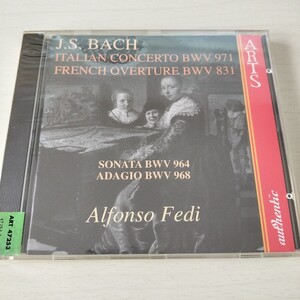 J.S. BACH
ITALIAN CONCERTO BWV 971
FRENCH OVERTURE BWV 831
ARTS
SONATA BWV 964
ADAGIO BWV 968
Alfonso Fedi
authentic
ART 47253